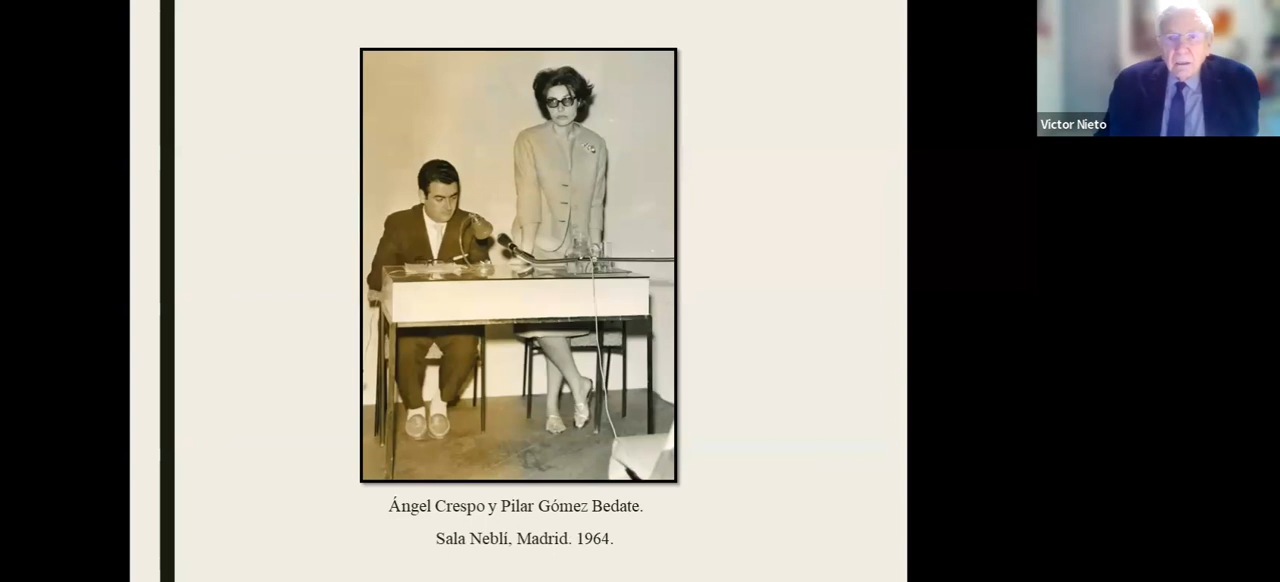 Ángel Crespo y Pilar Gómez Bedate.
Sala Neblí, Madrid. 1964.
Víctor Nieto